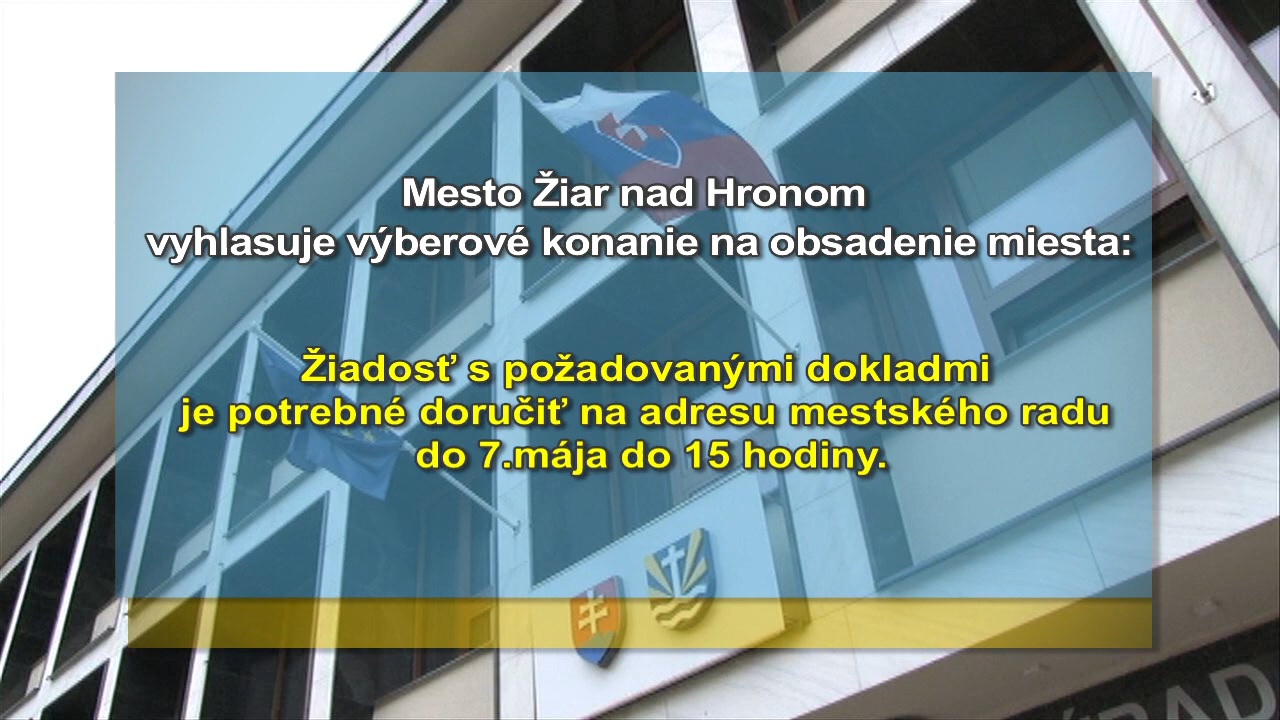 Mesto Žiar nad Hronom
vyhlasuje výberové konanie na obsadenie miesta:
Žiadosť s požadovanými dokladmi
je potrebné doručiť na adresu mestského radu
do 7.mája do 15 hodiny.